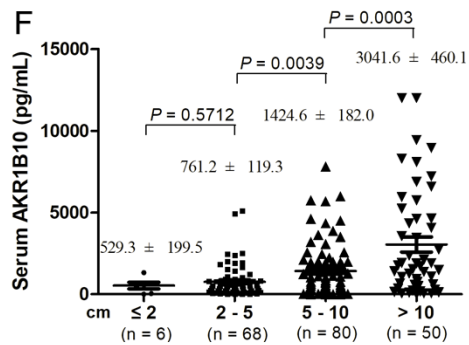 F
P = 0.0003
3041.6 ± 460.1
P = 0.0039
1424.6 ± 182.0
P = 0.5712
761.2 ± 119.3
529.3 ± 199.5
Serum AKR1B10 (pg/mL)
15000
10000
5000
0
cm ≤ 2 2 - 5 5 - 10 > 10
(n = 6) (n = 68) (n = 80) (n = 50)